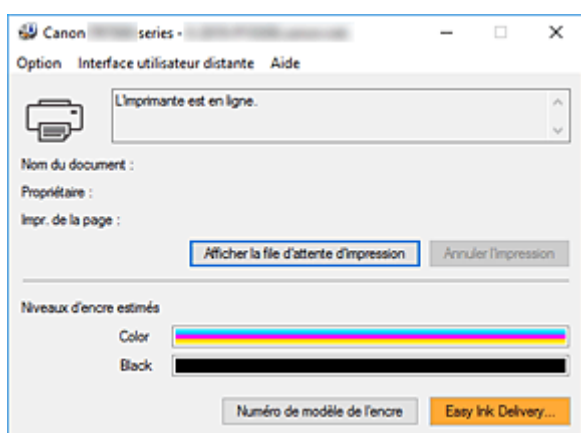 Canon series -
Option Interface utilisateur distante Aide
L'imprimante est en ligne.
Nom du document :
Propriétaire :
Impr. de la page :
Afficher la file d'attente d'impression Annuler l'impression
Niveaux d'encre estimés
Color
Black
Numéro de modèle de l'encre Easy Ink Delivery...